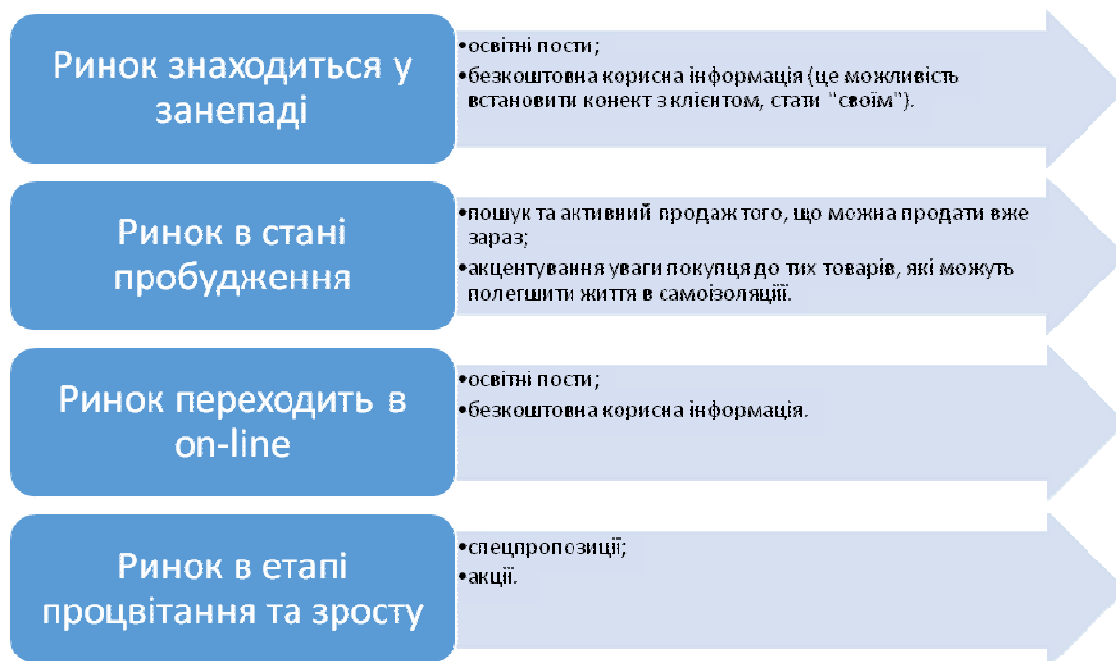 Ринок знаходиться у
занепаді
•освітні пости;
•безкоштовна корисна інформація (це можливість
встановити конект з клієнтом, стати "своїм").
Ринок в стані
пробудження
•пошук та активний продаж того, що можна продати вже
зараз;
•акцентування уваги покупця до тих товарів, які можуть
полегшити життя в самоізоляціїї.
Ринок переходить в
on-line
•освітні пости;
•безкоштовна корисна інформація.
Ринок в етапі
процвітання та зросту
•спецпропозиції;
•акції.